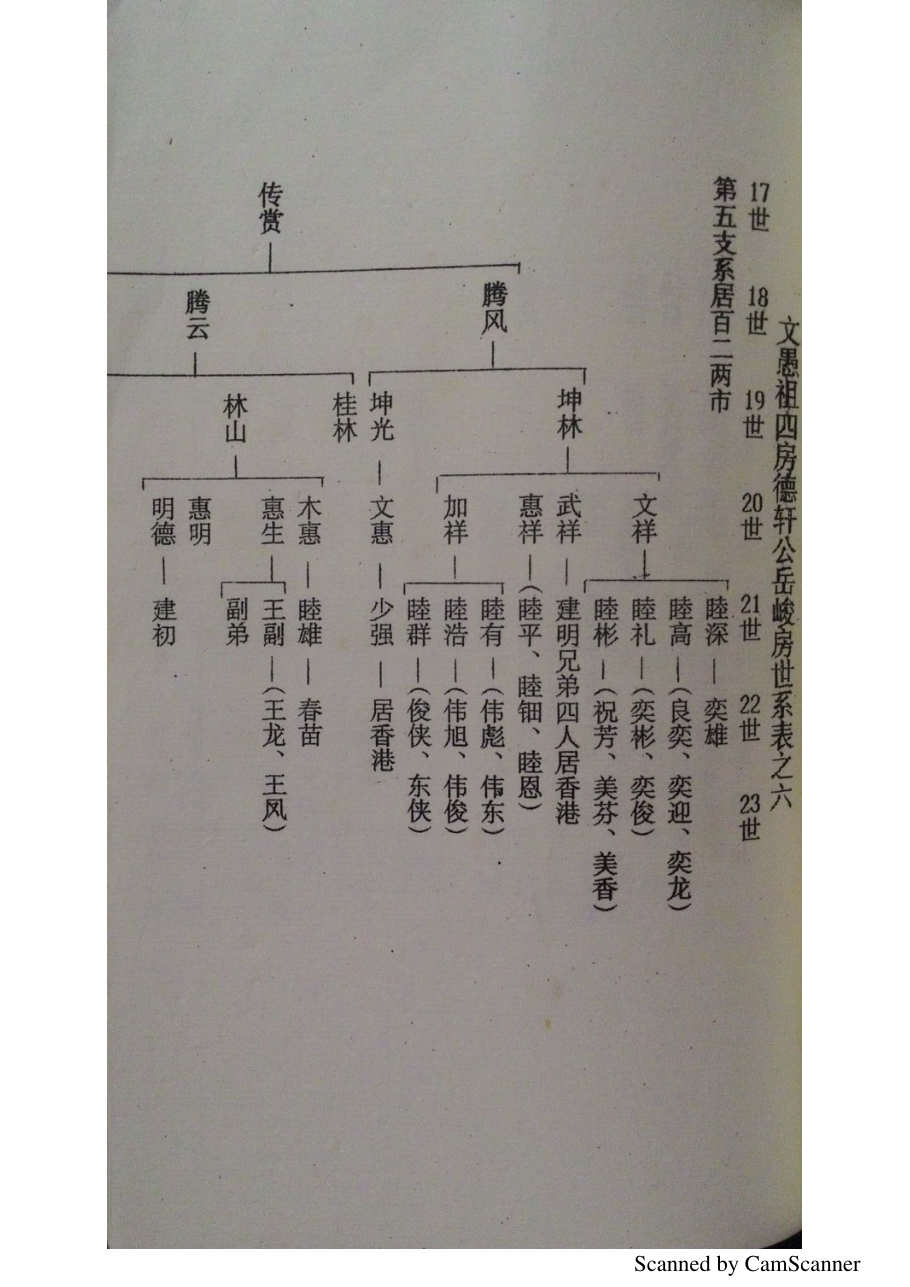 文愚祖四房德轩公岳峻房世系表之六
17世 18世 19世 20世 21世 22世 23世
第五支系居百二两市
传赏
腾风
腾云
坤林
坤光
桂林
林山
文祥
武祥
惠祥
加祥
文惠
木惠
惠生
惠明
明德
睦深—奕雄
睦高—(良奕、奕迎、奕龙)
睦礼—(奕彬、奕俊)
睦彬—(祝芳、美芬、美香)
建明兄弟四人居香港
(睦平、睦钿、睦恩)
睦有—(伟彪、伟东)
睦浩—(伟旭、伟俊)
睦群—(俊侠、东侠)
少强—居香港
睦雄—春苗
王副—(王龙、王风)
副弟
建初
Scanned by CamScanner